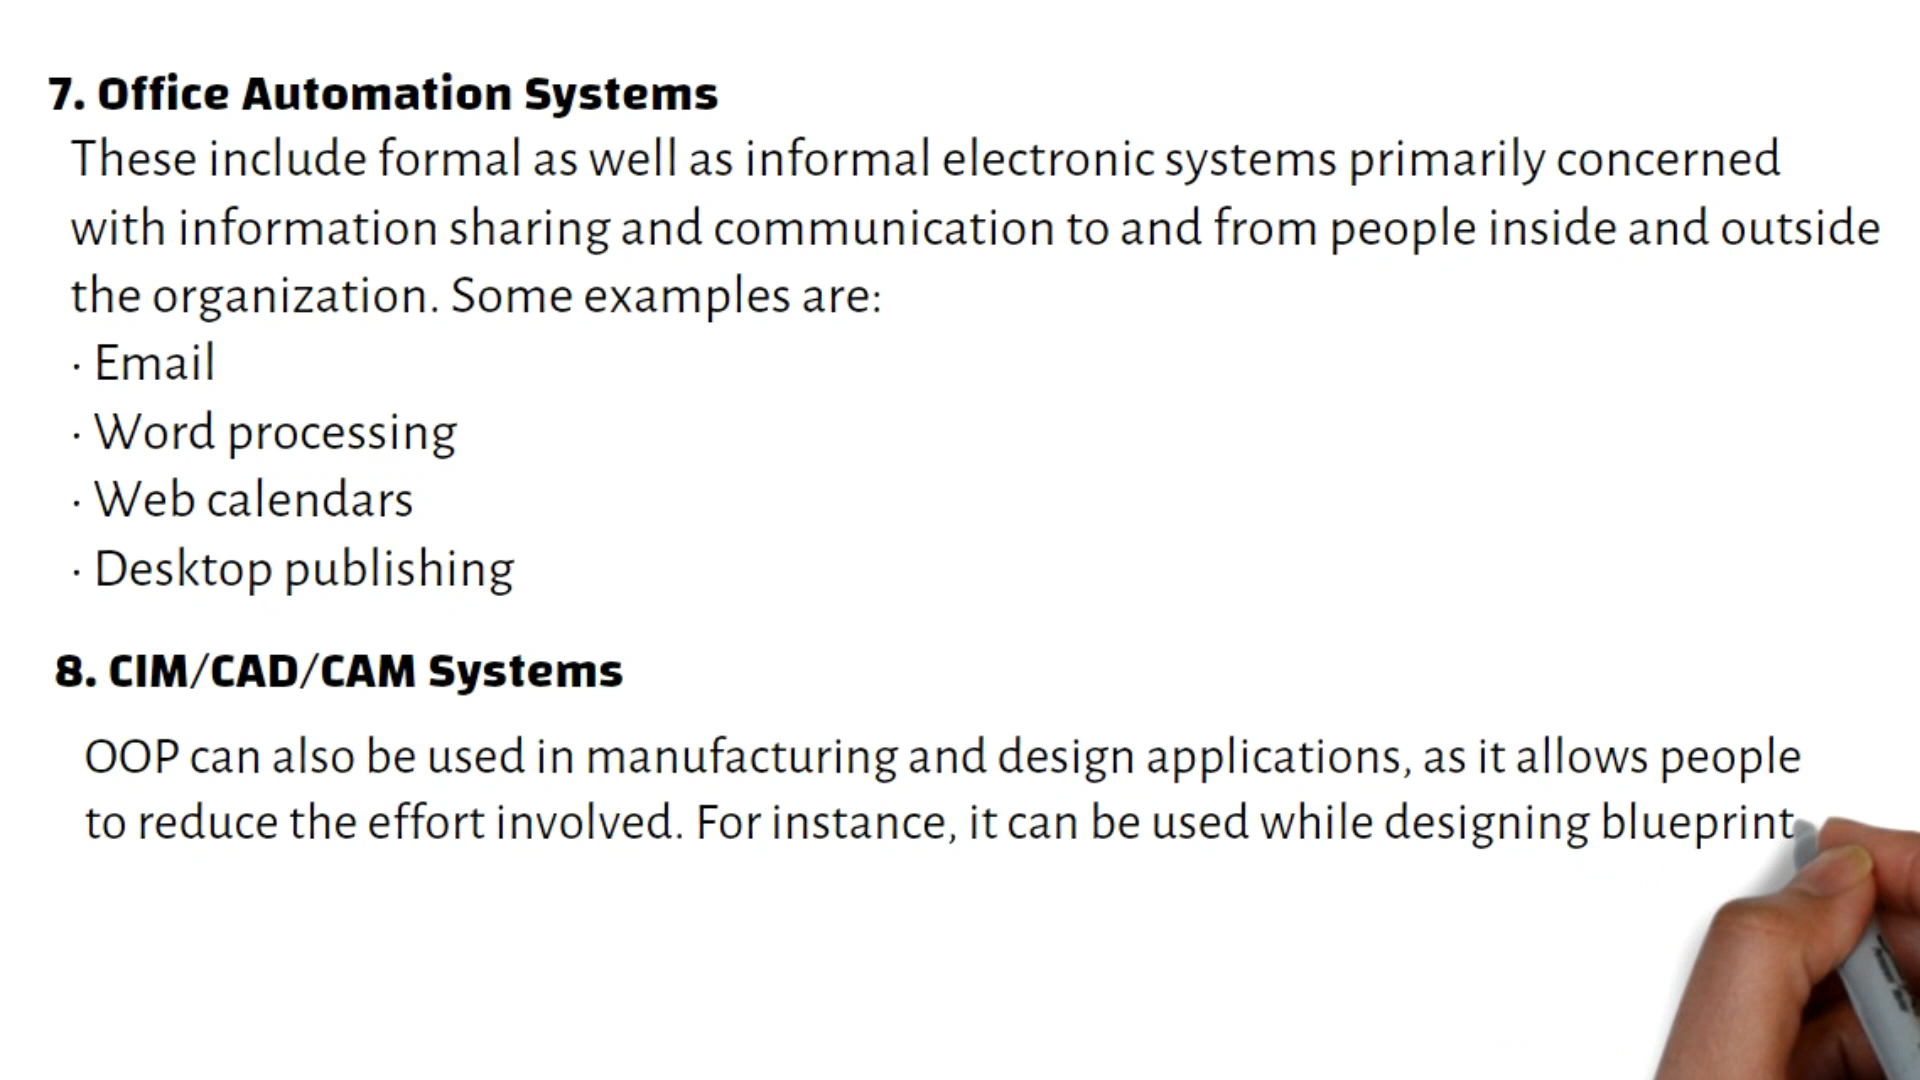 7. Office Automation Systems
These include formal as well as informal electronic systems primarily concerned
with information sharing and communication to and from people inside and outside
the organization. Some examples are:
· Email
· Word processing
· Web calendars
· Desktop publishing
8. CIM/CAD/CAM Systems
OOP can also be used in manufacturing and design applications, as it allows people
to reduce the effort involved. For instance, it can be used while designing blueprint